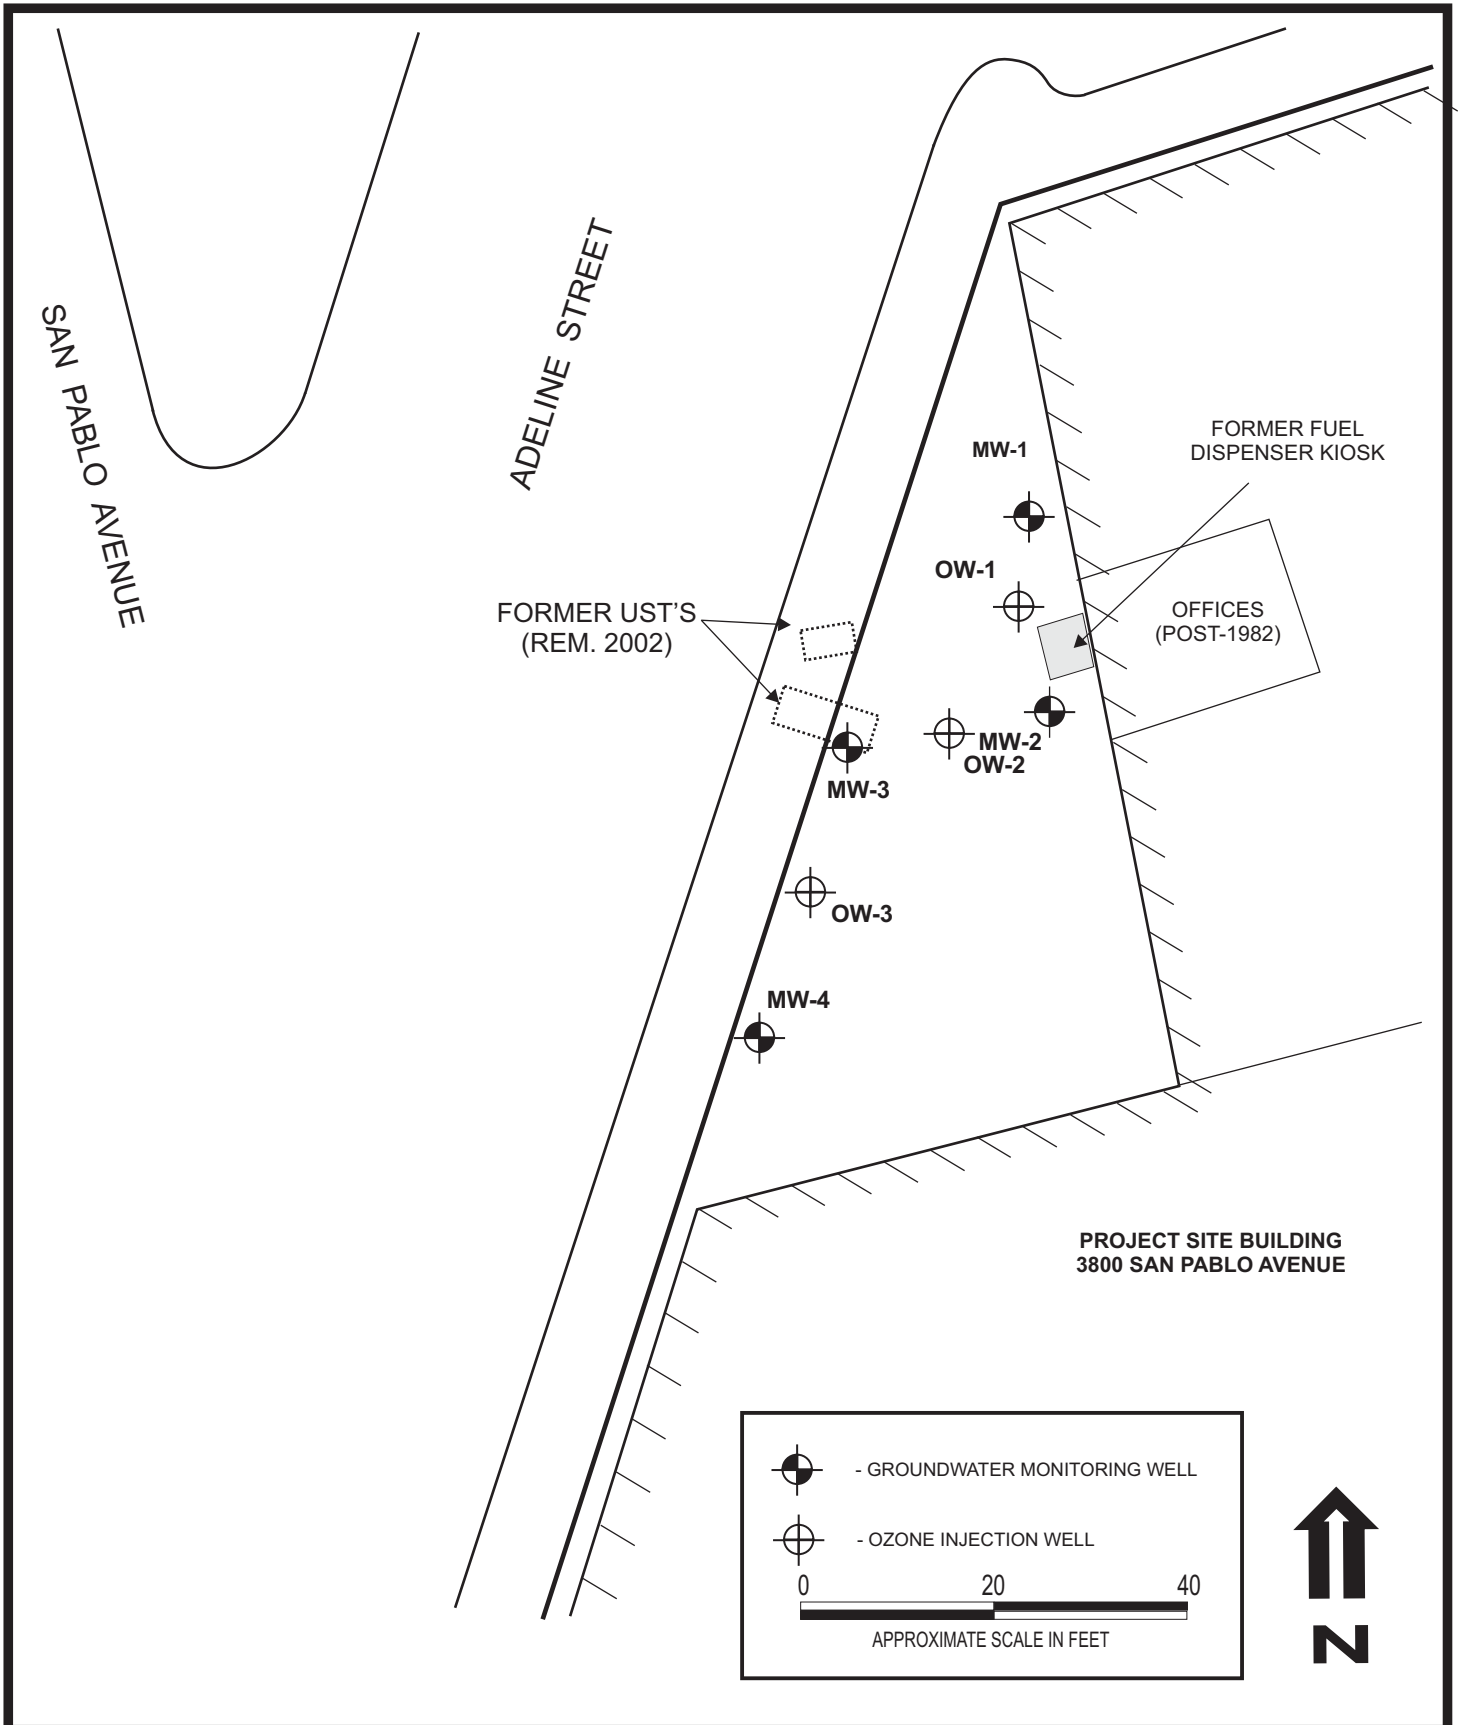 SAN PABLO AVENUE
ADELINE STREET
FORMER FUEL
DISPENSER KIOSK
MW-1
OW-1
OFFICES
(POST-1982)
FORMER UST'S
(REM. 2002)
MW-2
OW-2
MW-3
OW-3
MW-4
PROJECT SITE BUILDING
3800 SAN PABLO AVENUE
- GROUNDWATER MONITORING WELL
- OZONE INJECTION WELL
0 20 40
APPROXIMATE SCALE IN FEET
N